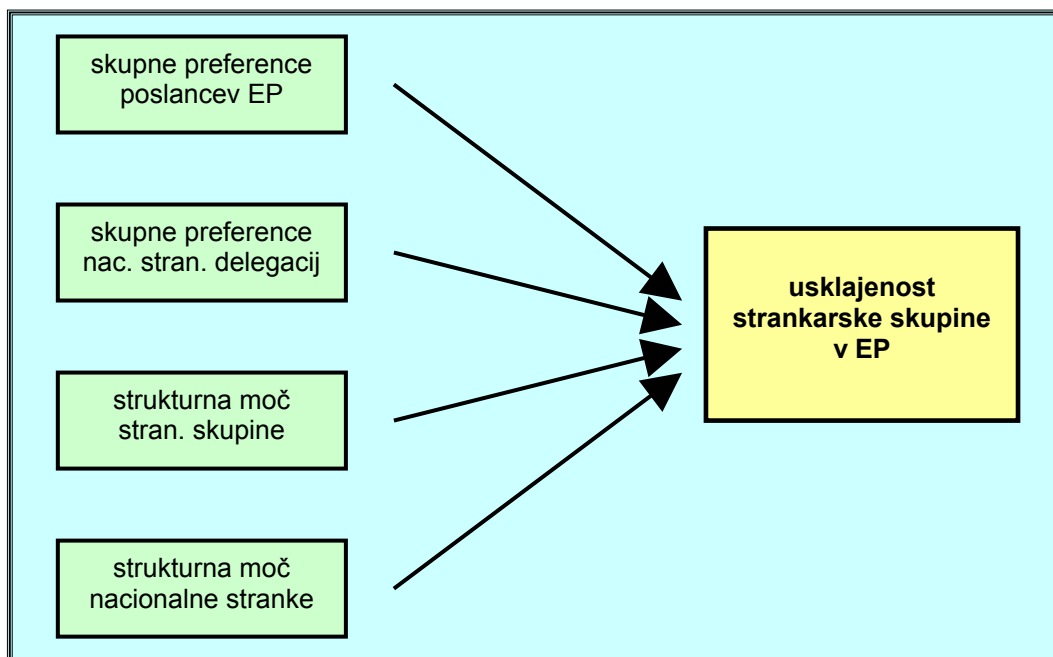 skupne preference
poslancev EP
skupne preference
nac. stran. delegacij
strukturna moč
stran. skupine
strukturna moč
nacionalne stranke
usklajenost
strankarske skupine
v EP